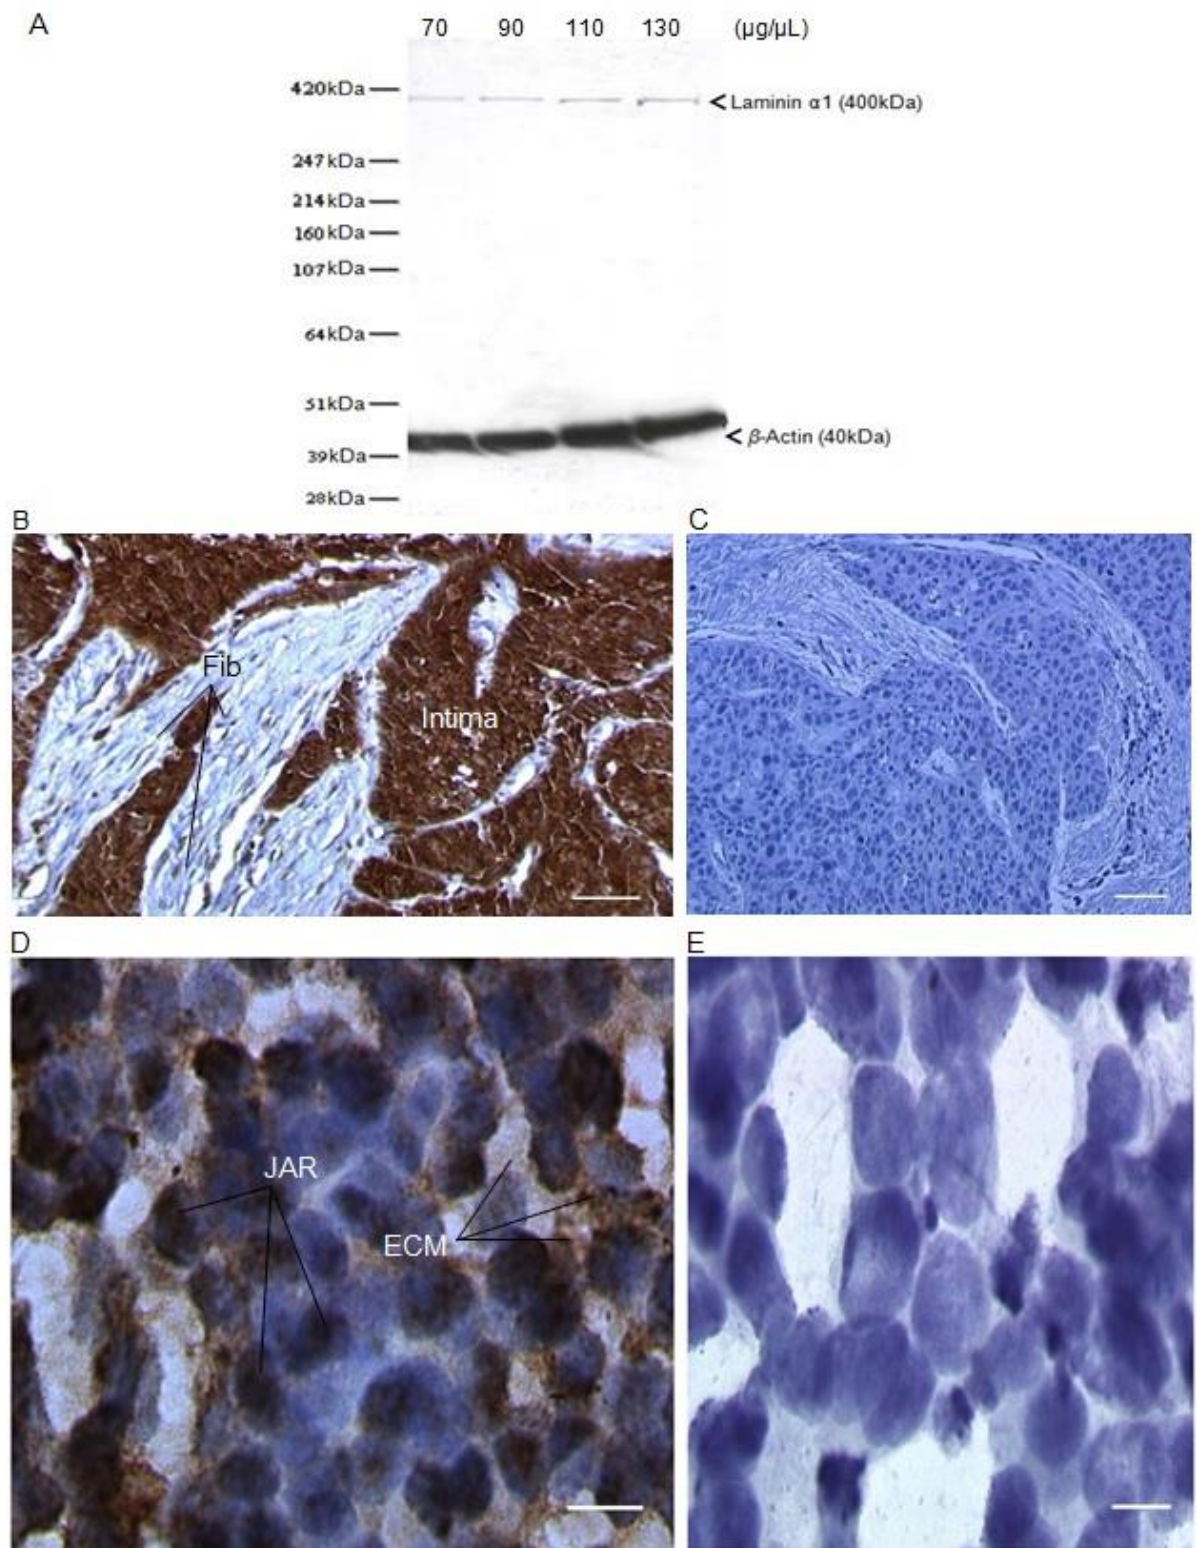 A
70 90 110 130 (µg/µL)
420kDa
Laminin α1 (400kDa)
247kDa
214kDa
160kDa
107kDa
64kDa
51kDa
β-Actin (40kDa)
39kDa
28kDa
B
C
Fib
Intima
D
E
JAR
ECM